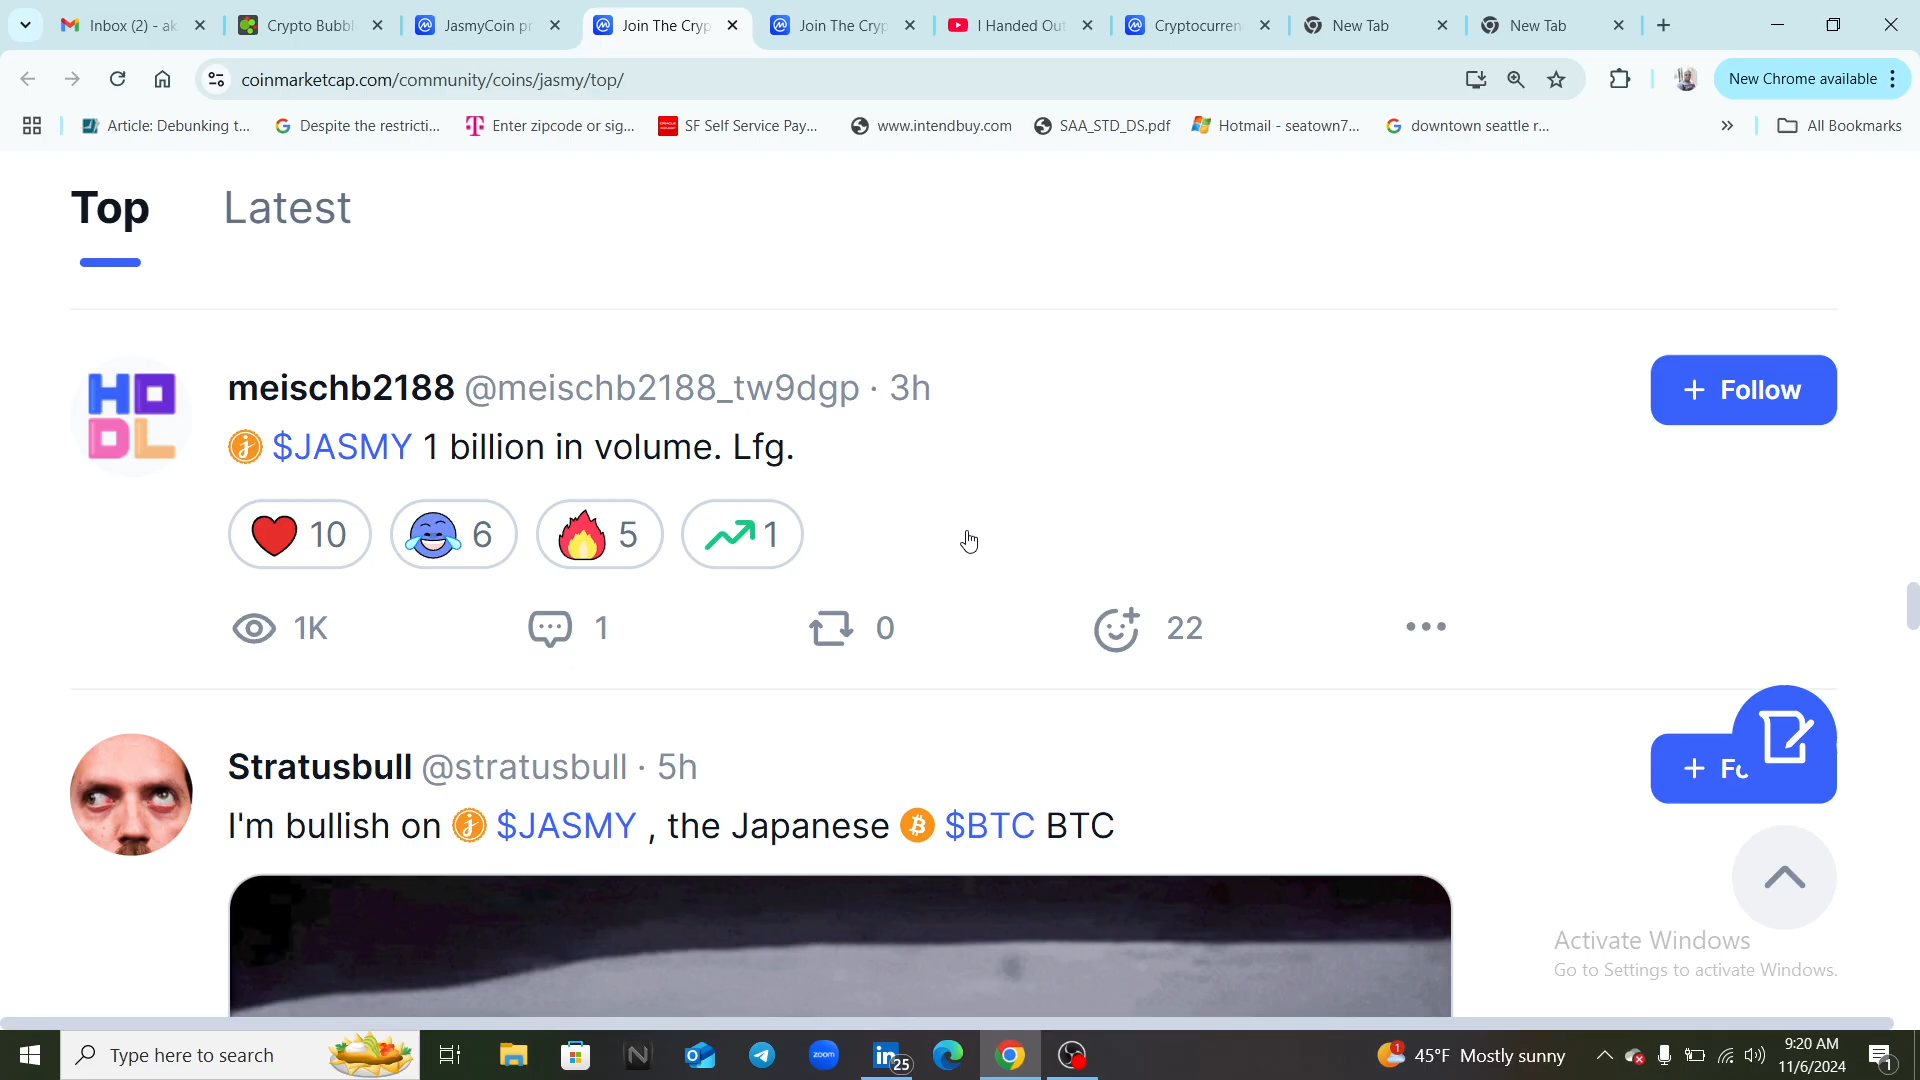 Inbox (2) - ak
Crypto Bubbl
JasmyCoin pr
Join The Cryp
Join The Cryp
I Handed Out
Cryptocurren
New Tab
New Tab
coinmarketcap.com/community/coins/jasmy/top/
New Chrome available
Article: Debunking t...
Despite the restricti...
Enter zipcode or sig...
SF Self Service Pay...
www.intendbuy.com
SAA_STD_DS.pdf
Hotmail - seatown7...
downtown seattle r...
All Bookmarks
Top
Latest
HODL
meischb2188 @meischb2188_tw9dgp · 3h
+ Follow
$JASMY 1 billion in volume. Lfg.
10
6
5
1
1K
1
0
22
Stratusbull @stratusbull · 5h
+ Fo
I'm bullish on $JASMY , the Japanese $BTC BTC
Activate Windows
Go to Settings to activate Windows.
Type here to search
zoom
25
1
45°F Mostly sunny
9:20 AM
11/6/2024
1